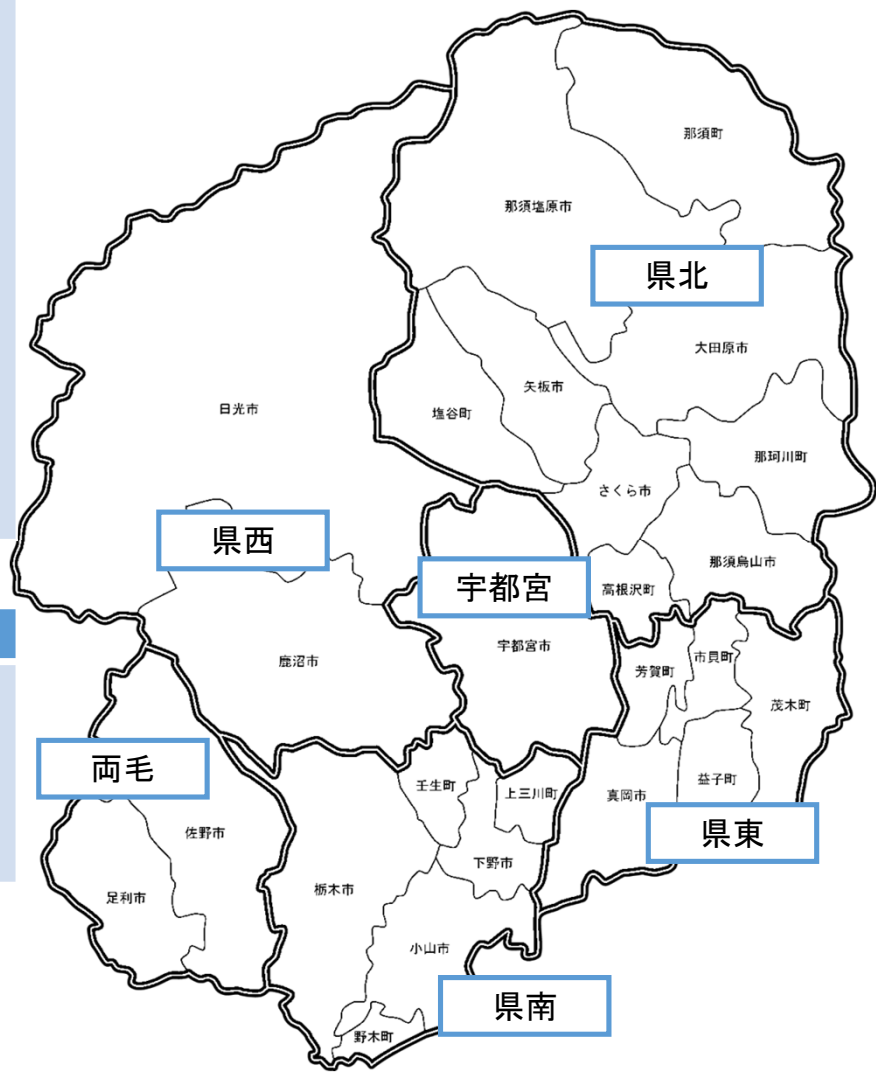 那須町
那須塩原市
県北
大田原市
矢板市
塩谷町
日光市
那珂川町
さくら市
県西
那須烏山市
宇都宮
高根沢町
宇都宮市
鹿沼市
芳賀町
市貝町
茂木町
両毛
壬生町
上三川町
真岡市
益子町
県東
佐野市
下野市
栃木市
足利市
小山市
県南
野木町